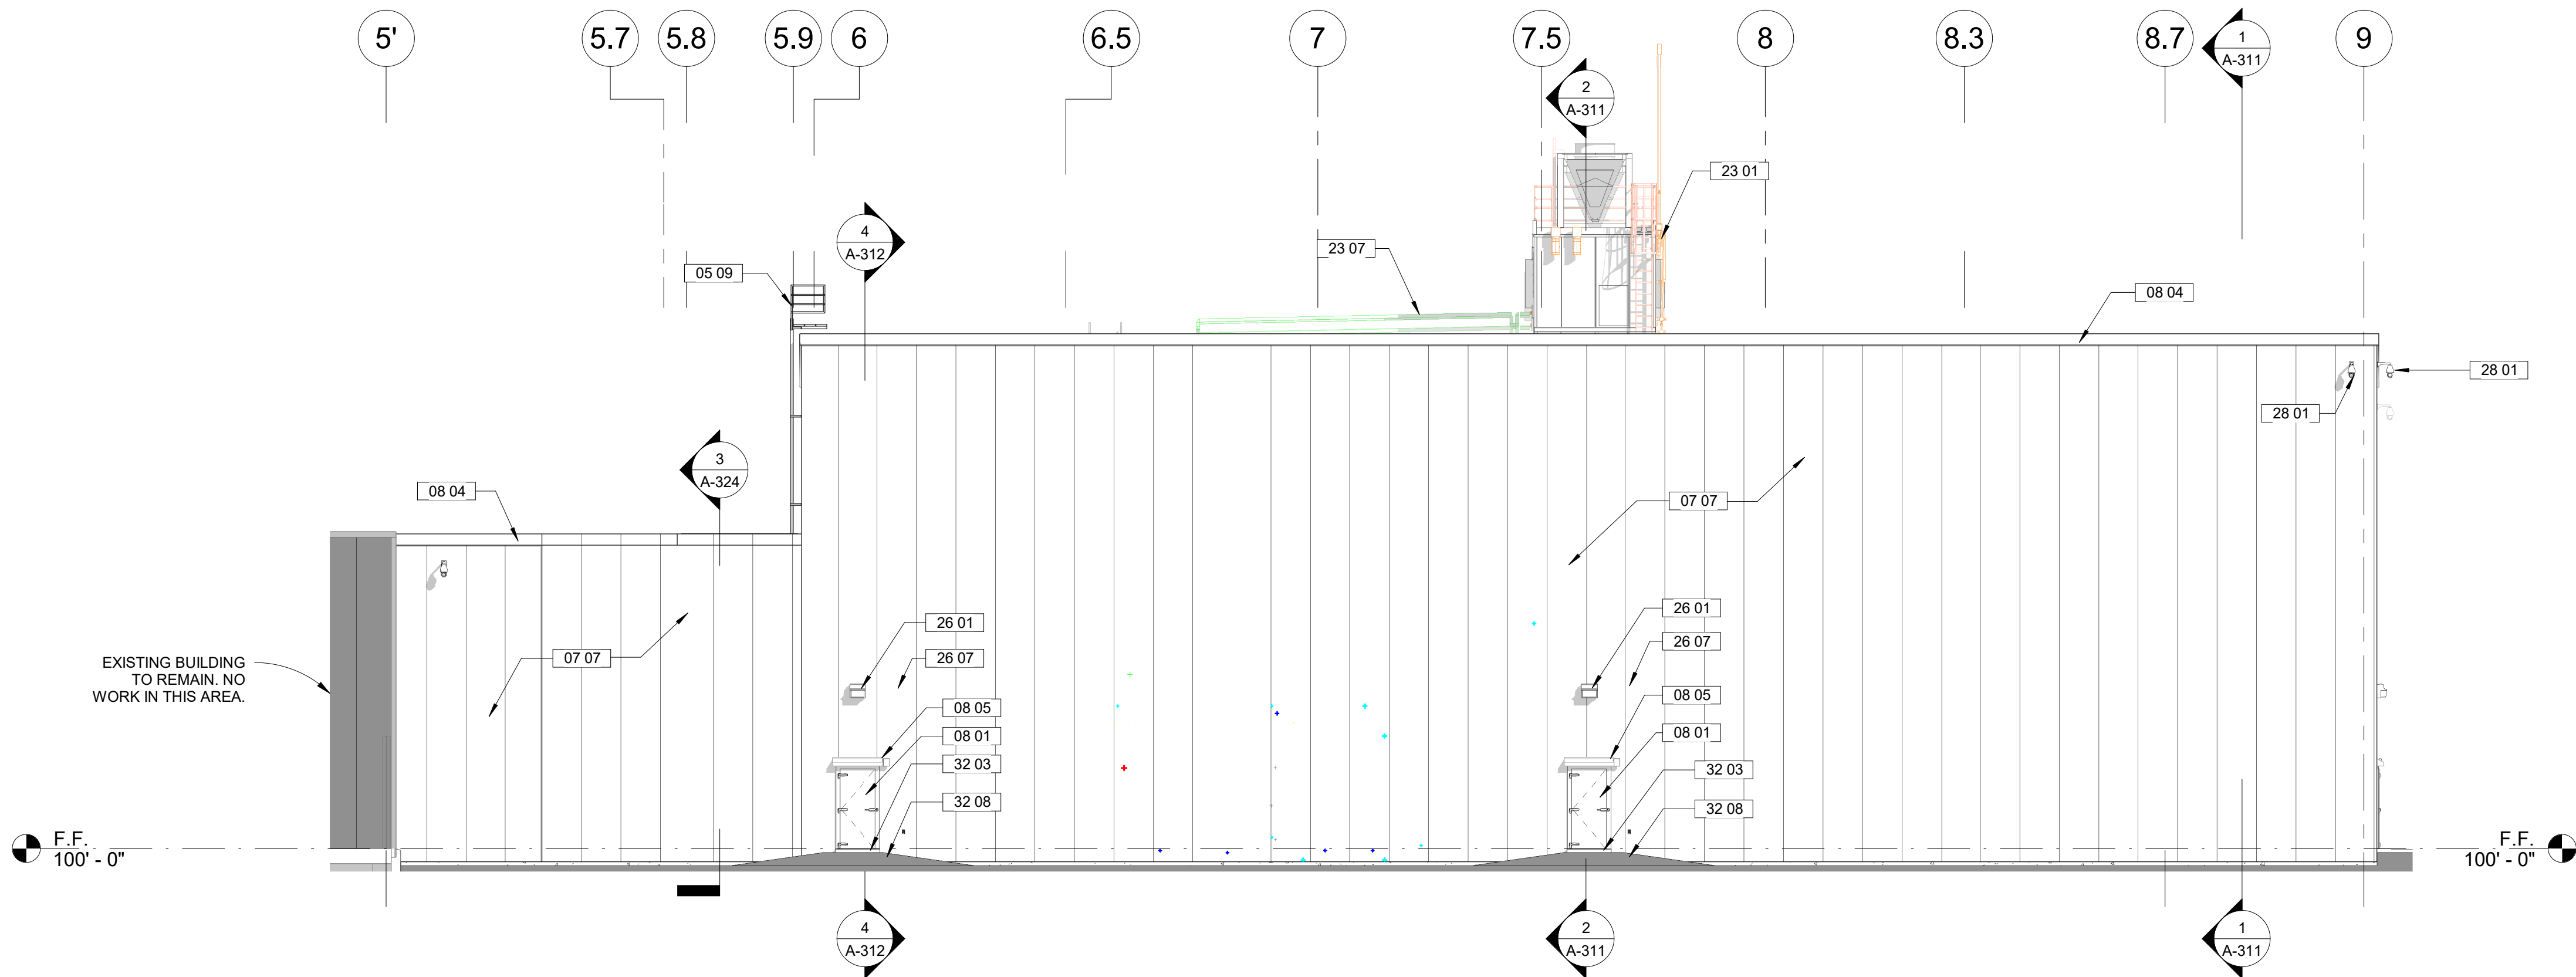 5'
5.7
5.8
5.9
6
6.5
7
7.5
8
8.3
8.7
9
1
A-311
2
A-311
23 01
4
A-312
23 07
05 09
08 04
28 01
28 01
3
A-324
08 04
07 07
26 01
26 01
26 07
26 07
07 07
EXISTING BUILDING
TO REMAIN. NO
WORK IN THIS AREA.
08 05
08 05
08 01
08 01
32 03
32 03
32 08
32 08
F.F.
100' - 0"
F.F.
100' - 0"
4
A-312
2
A-311
1
A-311